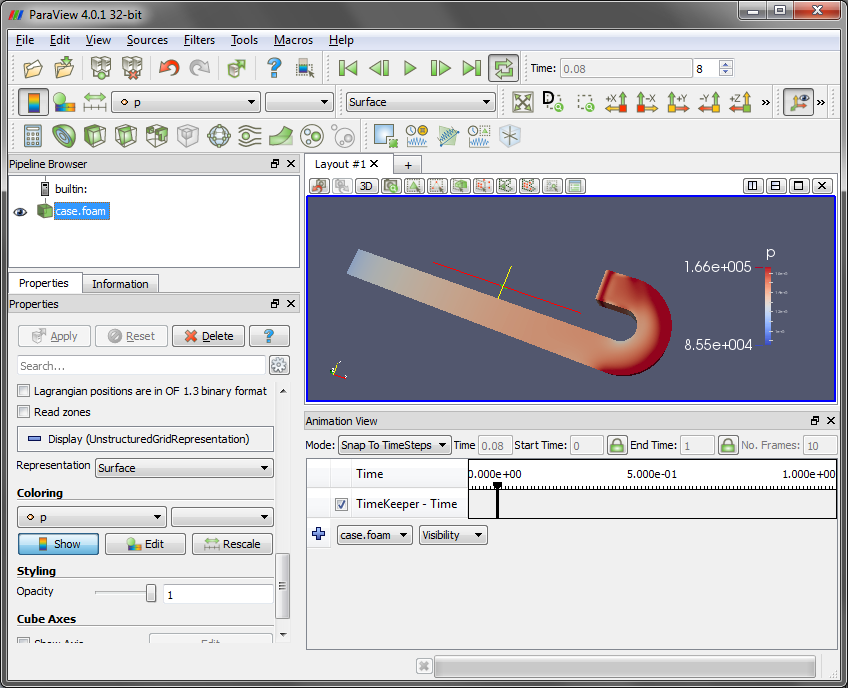 ParaView 4.0.1 32-bit
File Edit View Sources Filters Tools Macros Help
Time: 0.08 8
p Surface
+X -X +Y -Y +Z
Pipeline Browser
Layout #1
builtin:
case.foam
3D
Properties Information
Properties
Apply Reset Delete ?
Search...
Lagrangian positions are in OF 1.3 binary format
Read zones
Display (UnstructuredGridRepresentation)
Representation Surface
Coloring
p
Show Edit Rescale
Styling
Opacity 1
Cube Axes
Show Axis Edit
p
1.66e+005
8.55e+004
Animation View
Mode: Snap To TimeSteps Time 0.08 Start Time: 0 End Time: 1 No. Frames: 10
Time 0.000e+00 5.000e-01 1.000e+00
TimeKeeper - Time
case.foam Visibility